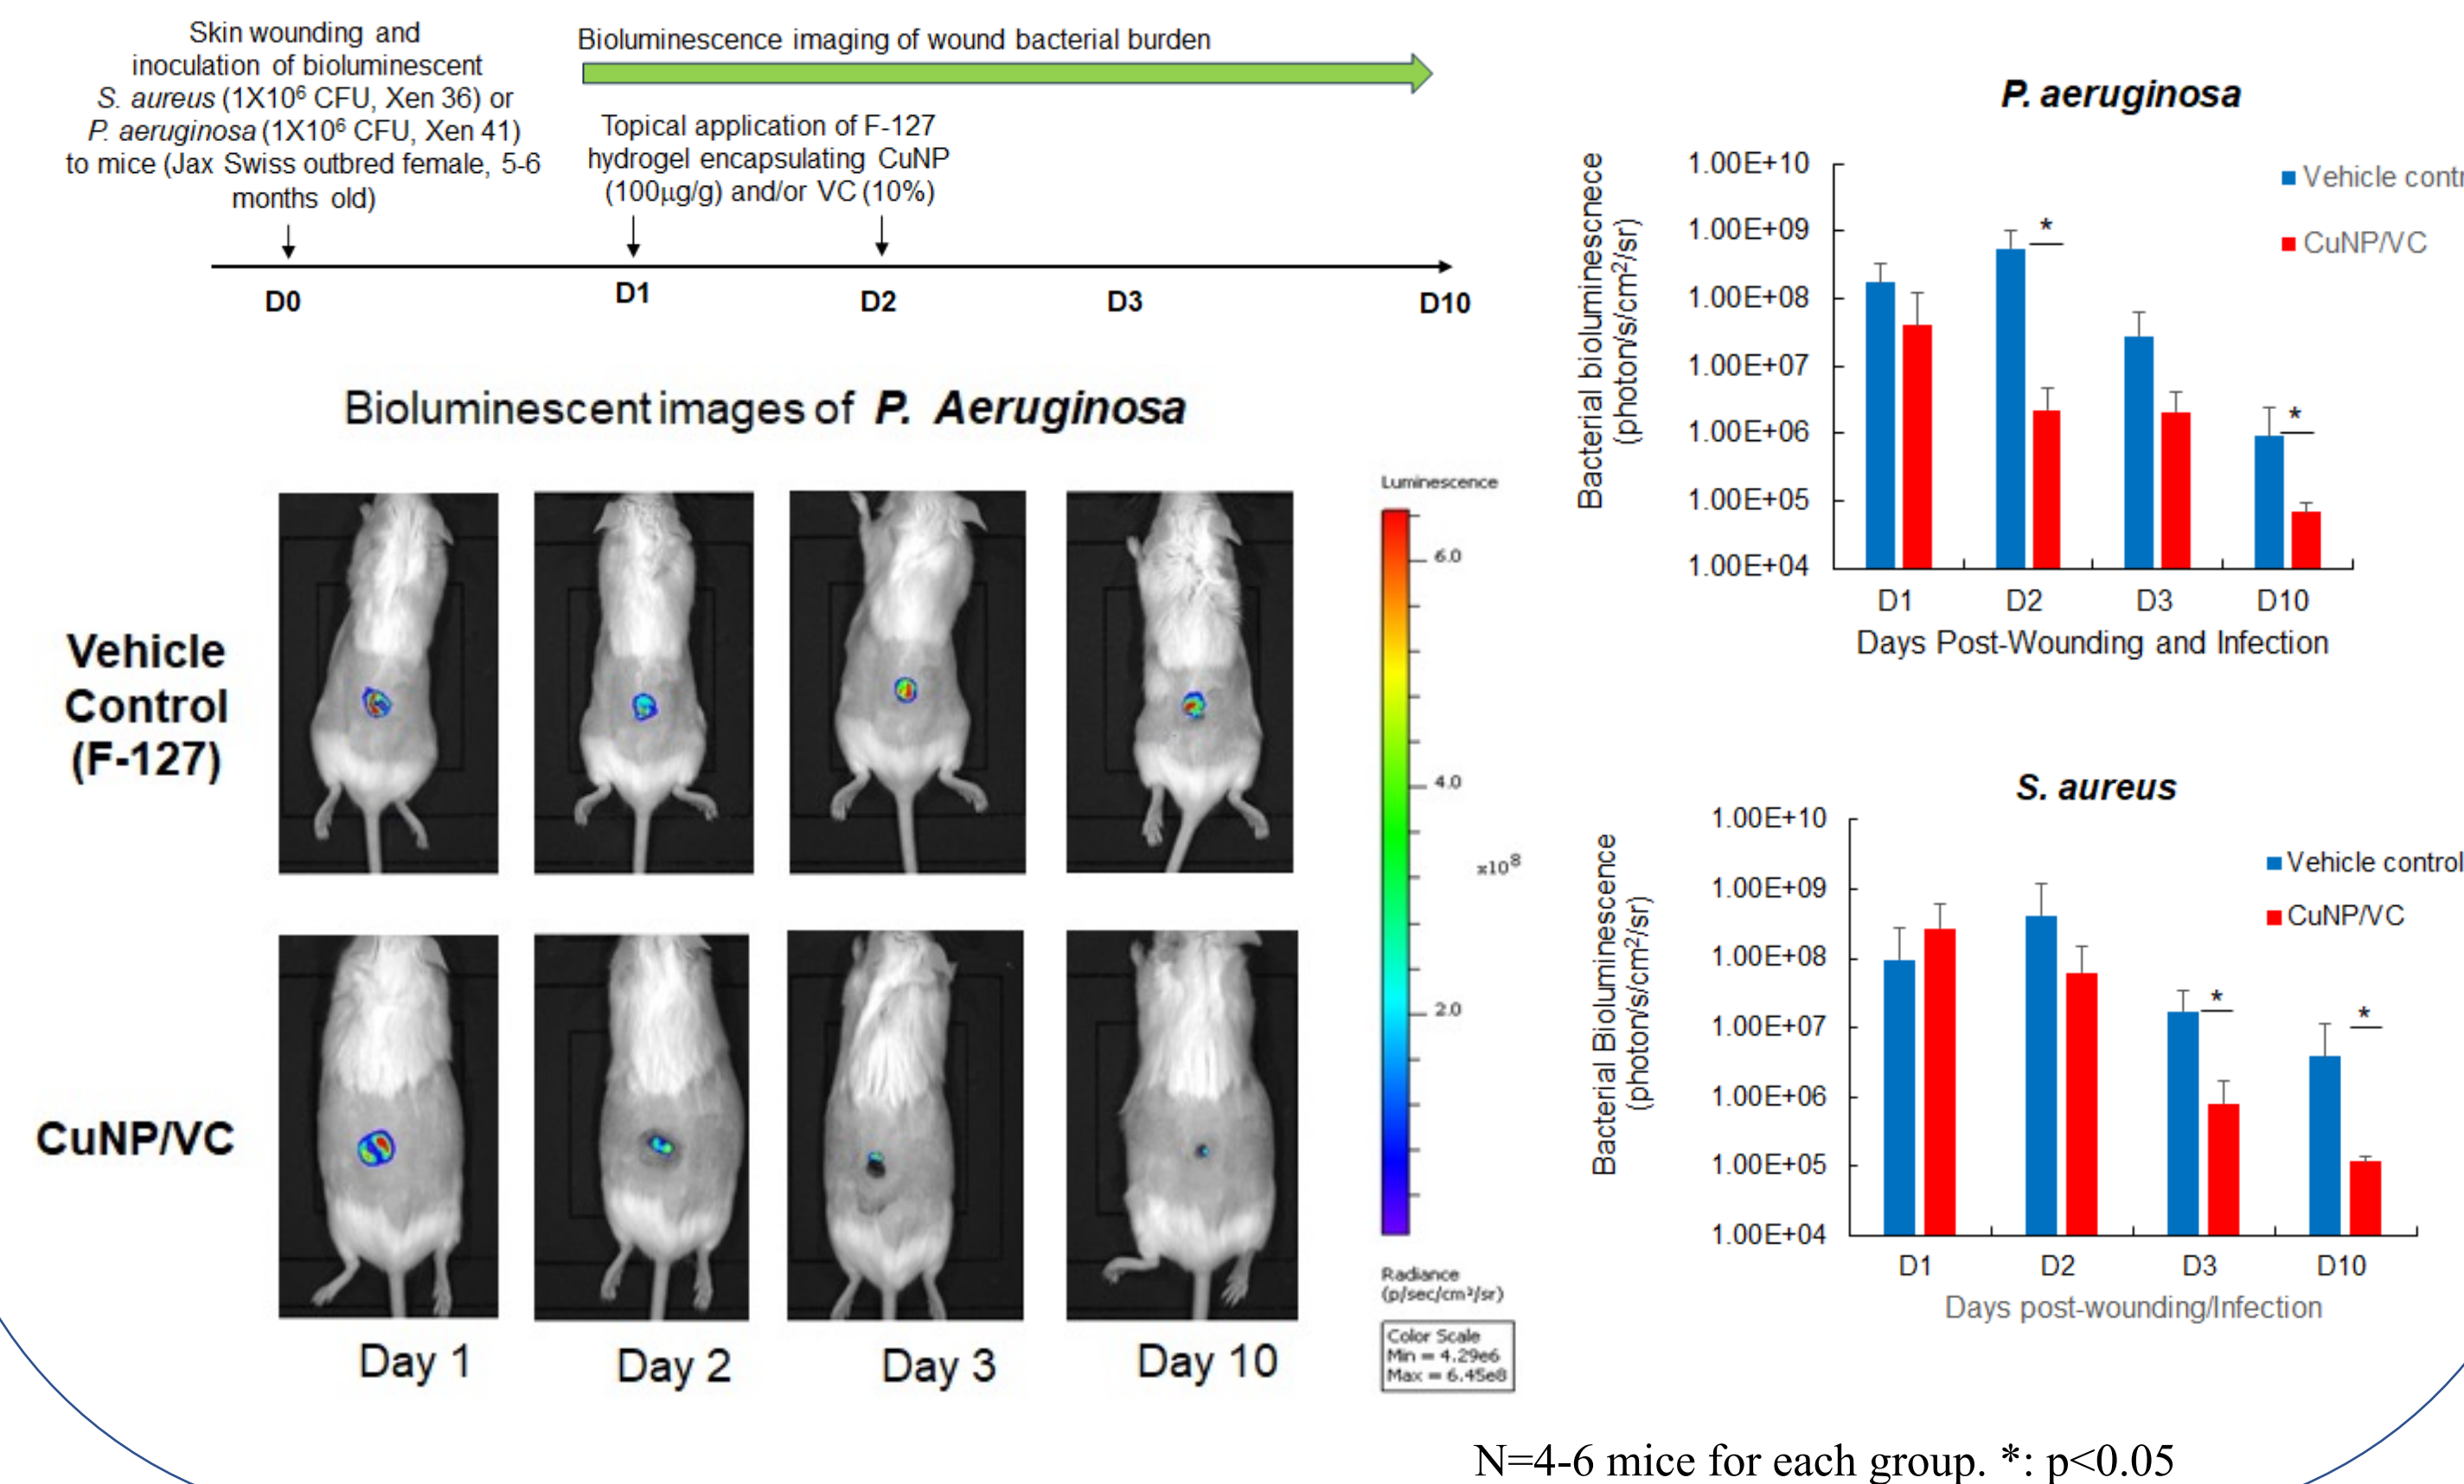 Skin wounding and
inoculation of bioluminescent
S. aureus (1X10⁶ CFU, Xen 36) or
P. aeruginosa (1X10⁶ CFU, Xen 41)
to mice (Jax Swiss outbred female, 5-6
months old)
Bioluminescence imaging of wound bacterial burden
Topical application of F-127
hydrogel encapsulating CuNP
(100µg/g) and/or VC (10%)
D0
D1
D2
D3
D10
Bioluminescent images of P. Aeruginosa
Vehicle
Control
(F-127)
CuNP/VC
Day 1
Day 2
Day 3
Day 10
Luminescence
6.0
4.0
x10⁸
2.0
Radiance
(p/sec/cm²/sr)
Color Scale
Min = 4.29e6
Max = 6.45e8
P. aeruginosa
Bacterial bioluminescnece
(photon/s/cm²/sr)
1.00E+10
1.00E+09
1.00E+08
1.00E+07
1.00E+06
1.00E+05
1.00E+04
Vehicle contr
CuNP/VC
*
*
D1
D2
D3
D10
Days Post-Wounding and Infection
S. aureus
Bacterial Bioluminescence
(photon/s/cm²/sr)
1.00E+10
1.00E+09
1.00E+08
1.00E+07
1.00E+06
1.00E+05
1.00E+04
Vehicle control
CuNP/VC
*
*
D1
D2
D3
D10
Days post-wounding/Infection
N=4-6 mice for each group. *: p<0.05